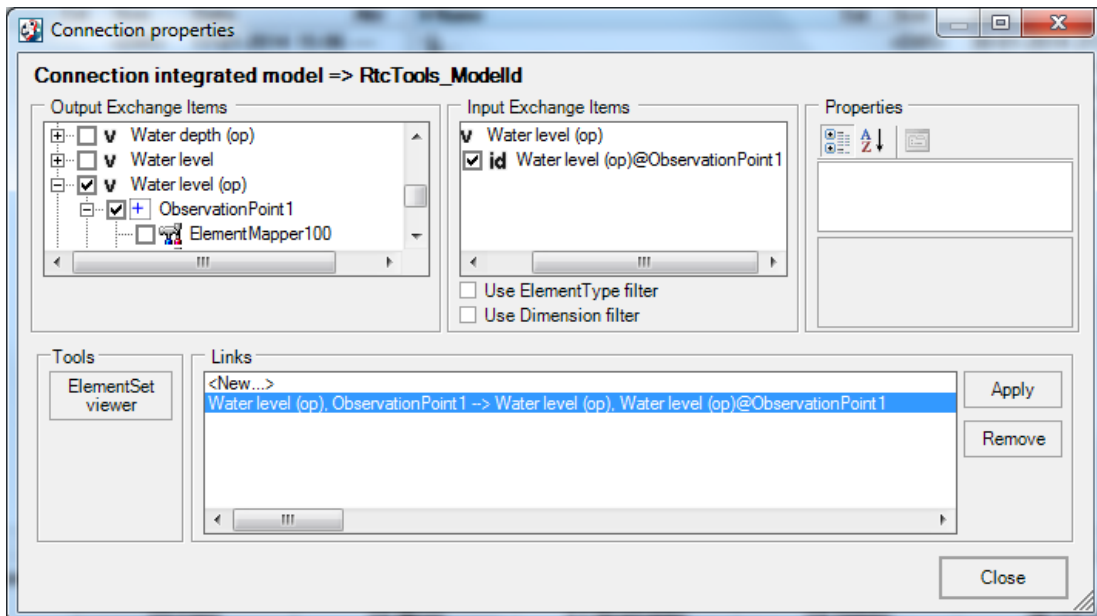 Connection properties
Connection integrated model => RtcTools_ModelId
Output Exchange Items
v Water depth (op)
v Water level
v Water level (op)
ObservationPoint1
ElementMapper100
Input Exchange Items
v Water level (op)
id Water level (op)@ObservationPoint1
Use ElementType filter
Use Dimension filter
Properties
A
Z
Tools
ElementSet
viewer
Links
<New...>
Water level (op), ObservationPoint1 --> Water level (op), Water level (op)@ObservationPoint1
Apply
Remove
Close